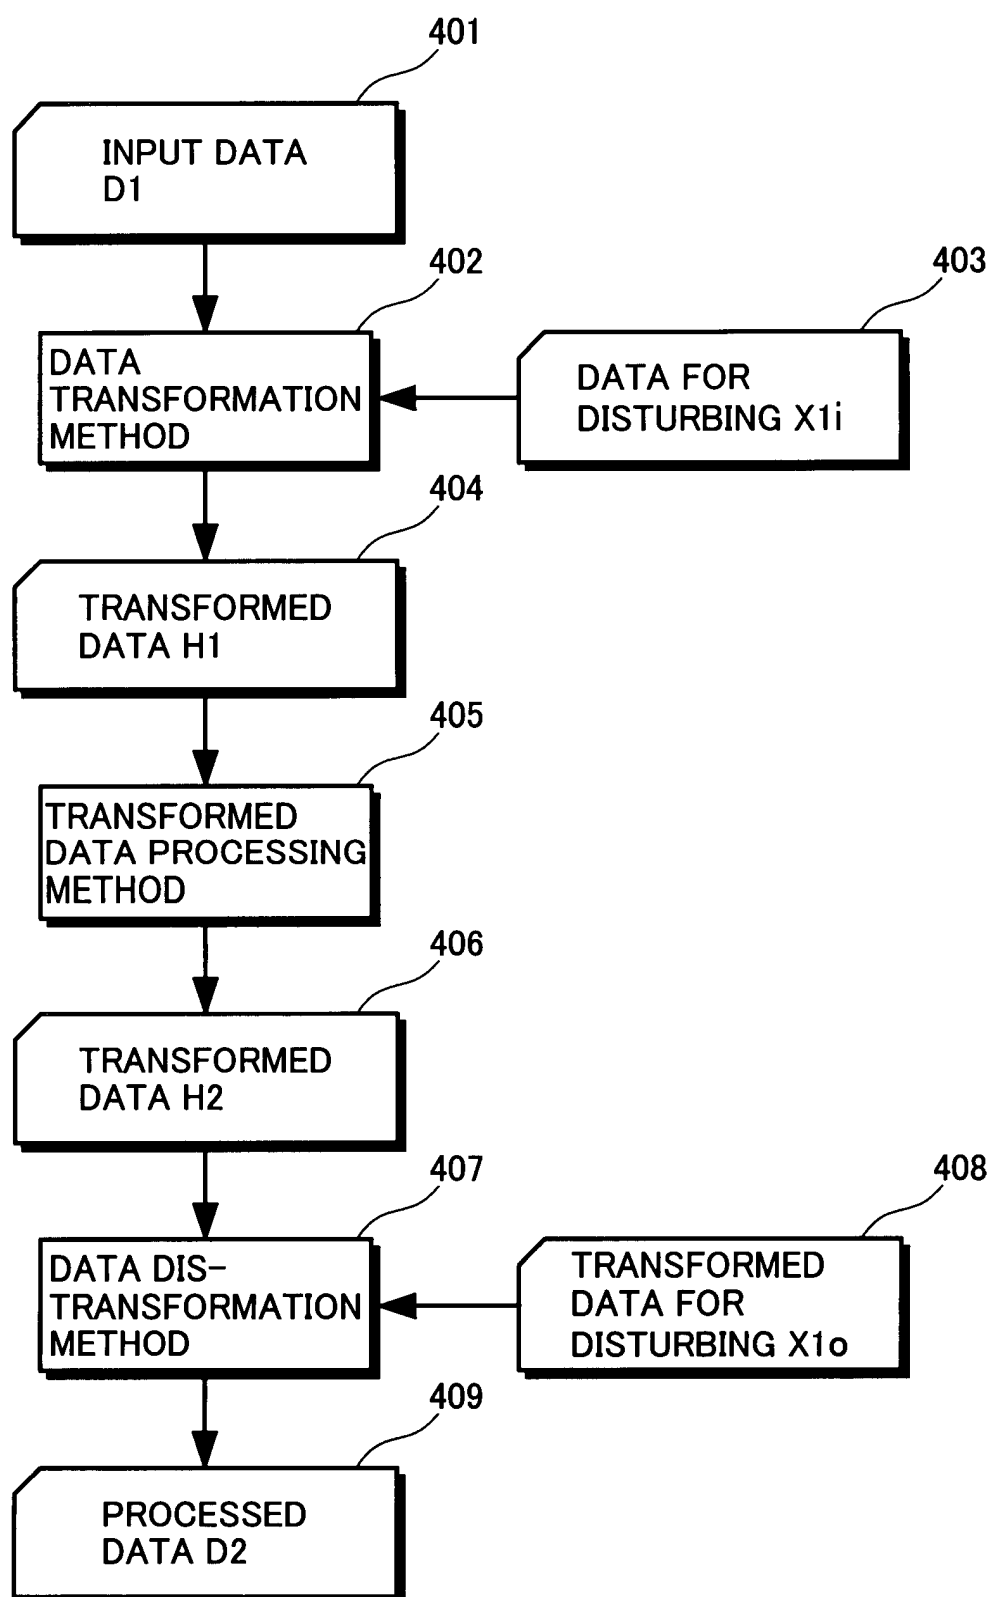 401
INPUT DATA
D1
402
DATA
TRANSFORMATION
METHOD
403
DATA FOR
DISTURBING X1i
404
TRANSFORMED
DATA H1
405
TRANSFORMED
DATA PROCESSING
METHOD
406
TRANSFORMED
DATA H2
407
DATA DIS-
TRANSFORMATION
METHOD
408
TRANSFORMED
DATA FOR
DISTURBING X1o
409
PROCESSED
DATA D2